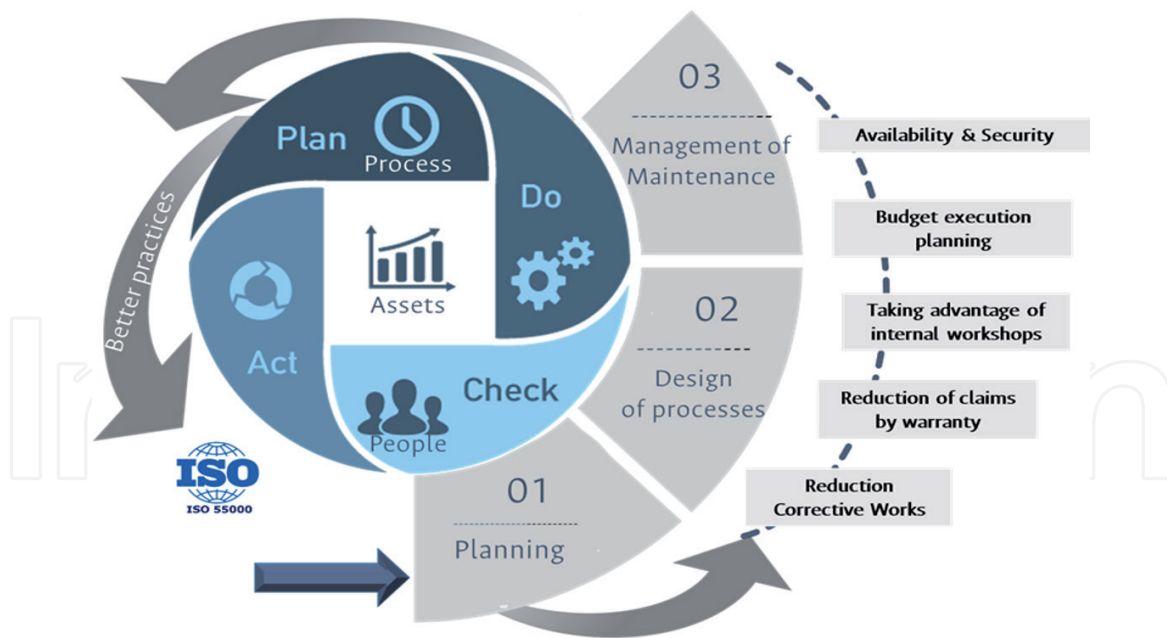 Plan
Process
Do
Assets
Act
Check
People
Better practices
ISO
ISO 55000
03
Management of
Maintenance
02
Design
of processes
01
Planning
Availability & Security
Budget execution
planning
Taking advantage of
internal workshops
Reduction of claims
by warranty
Reduction
Corrective Works